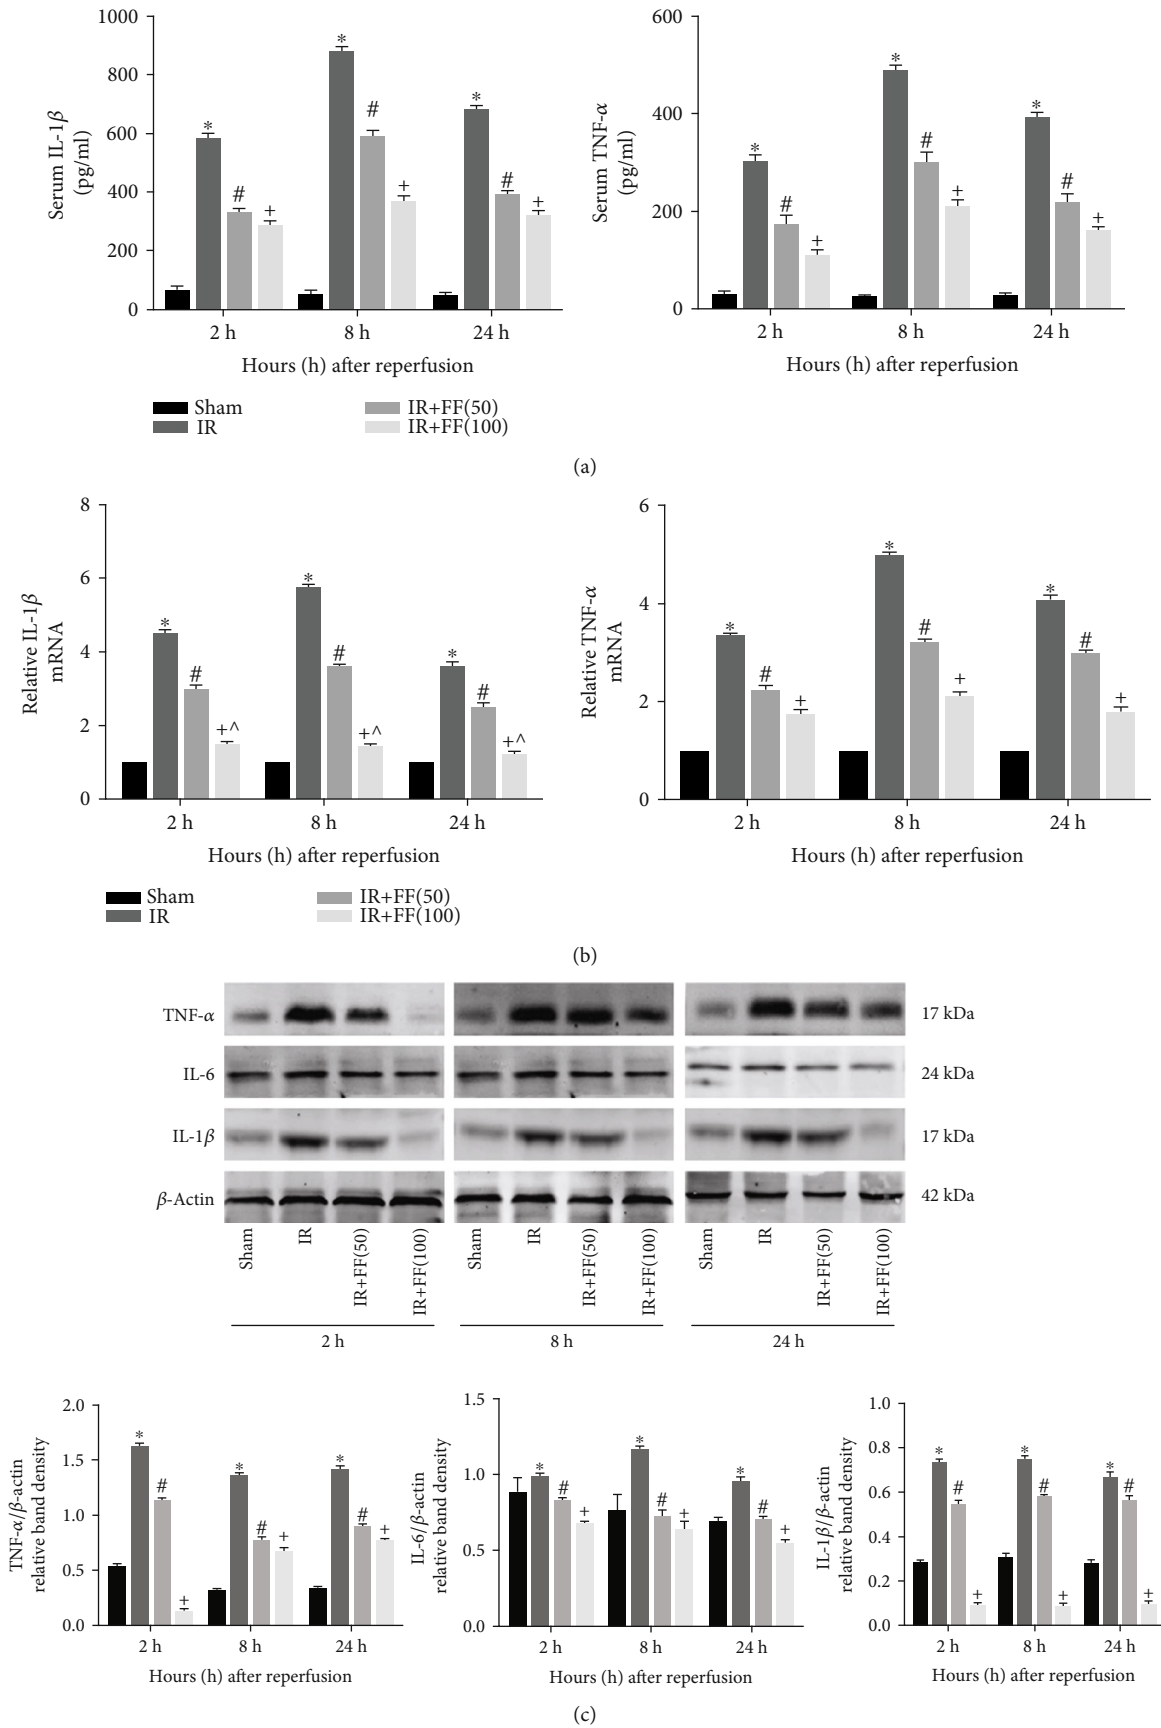 Serum IL-1β
(pg/ml)
1000
800
600
400
200
0
* # +
* # +
* # +
2 h 8 h 24 h
Hours (h) after reperfusion
Serum TNF-α
(pg/ml)
600
400
200
0
* # +
* # +
* # +
2 h 8 h 24 h
Hours (h) after reperfusion
Sham IR+FF(50)
IR IR+FF(100)
(a)
Relative IL-1β
mRNA
8
6
4
2
0
* # +^
* # +^
* # +^
2 h 8 h 24 h
Hours (h) after reperfusion
Relative TNF-α
mRNA
6
4
2
0
* # +
* # +
* # +
2 h 8 h 24 h
Hours (h) after reperfusion
Sham IR+FF(50)
IR IR+FF(100)
(b)
TNF-α 17 kDa
IL-6 24 kDa
IL-1β 17 kDa
β-Actin 42 kDa
Sham IR IR+FF(50) IR+FF(100) Sham IR IR+FF(50) IR+FF(100) Sham IR IR+FF(50) IR+FF(100)
2 h 8 h 24 h
TNF-α/β-actin
relative band density
2.0
1.5
1.0
0.5
0.0
* # +
* # +
* # +
2 h 8 h 24 h
Hours (h) after reperfusion
IL-6/β-actin
relative band density
1.5
1.0
0.5
0.0
* # +
* # +
* # +
2 h 8 h 24 h
Hours (h) after reperfusion
IL-1β/β-actin
relative band density
1.0
0.8
0.6
0.4
0.2
0.0
* # +
* # +
* # +
2 h 8 h 24 h
Hours (h) after reperfusion
(c)